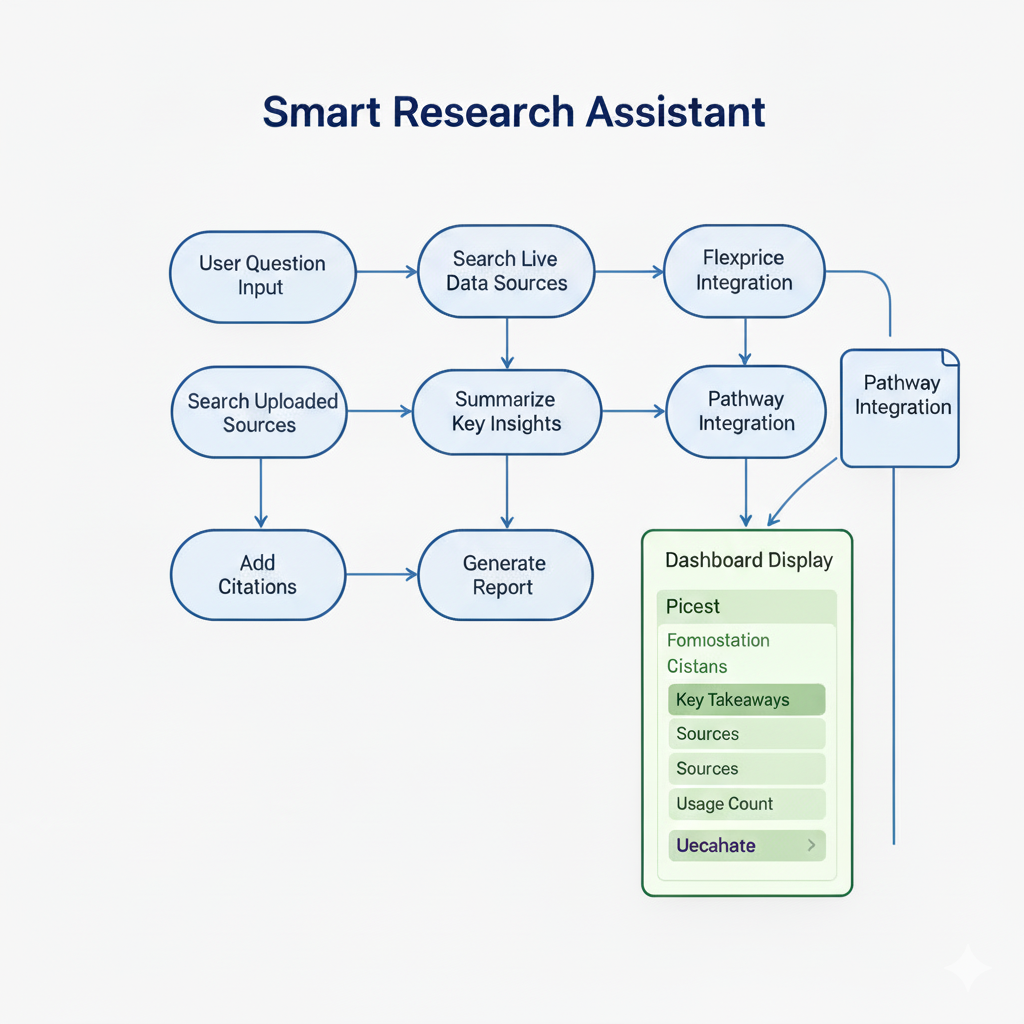 Smart Research Assistant
User Question
Input
Search Live
Data Sources
Flexprice
Integration
Search Uploaded
Sources
Summarize
Key Insights
Pathway
Integration
Pathway
Integration
Add
Citations
Generate
Report
Dashboard Display
Picest
Fomıostation
Cistans
Key Takeaways
Sources
Sources
Usage Count
Uecahate